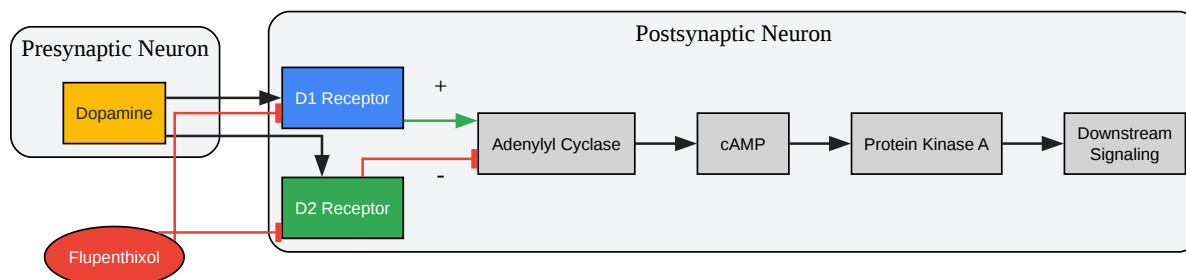 Presynaptic Neuron
Postsynaptic Neuron
Dopamine
D1 Receptor
+
Adenylyl Cyclase
cAMP
Protein Kinase A
Downstream
Signaling
-
D2 Receptor
Flupenthixol